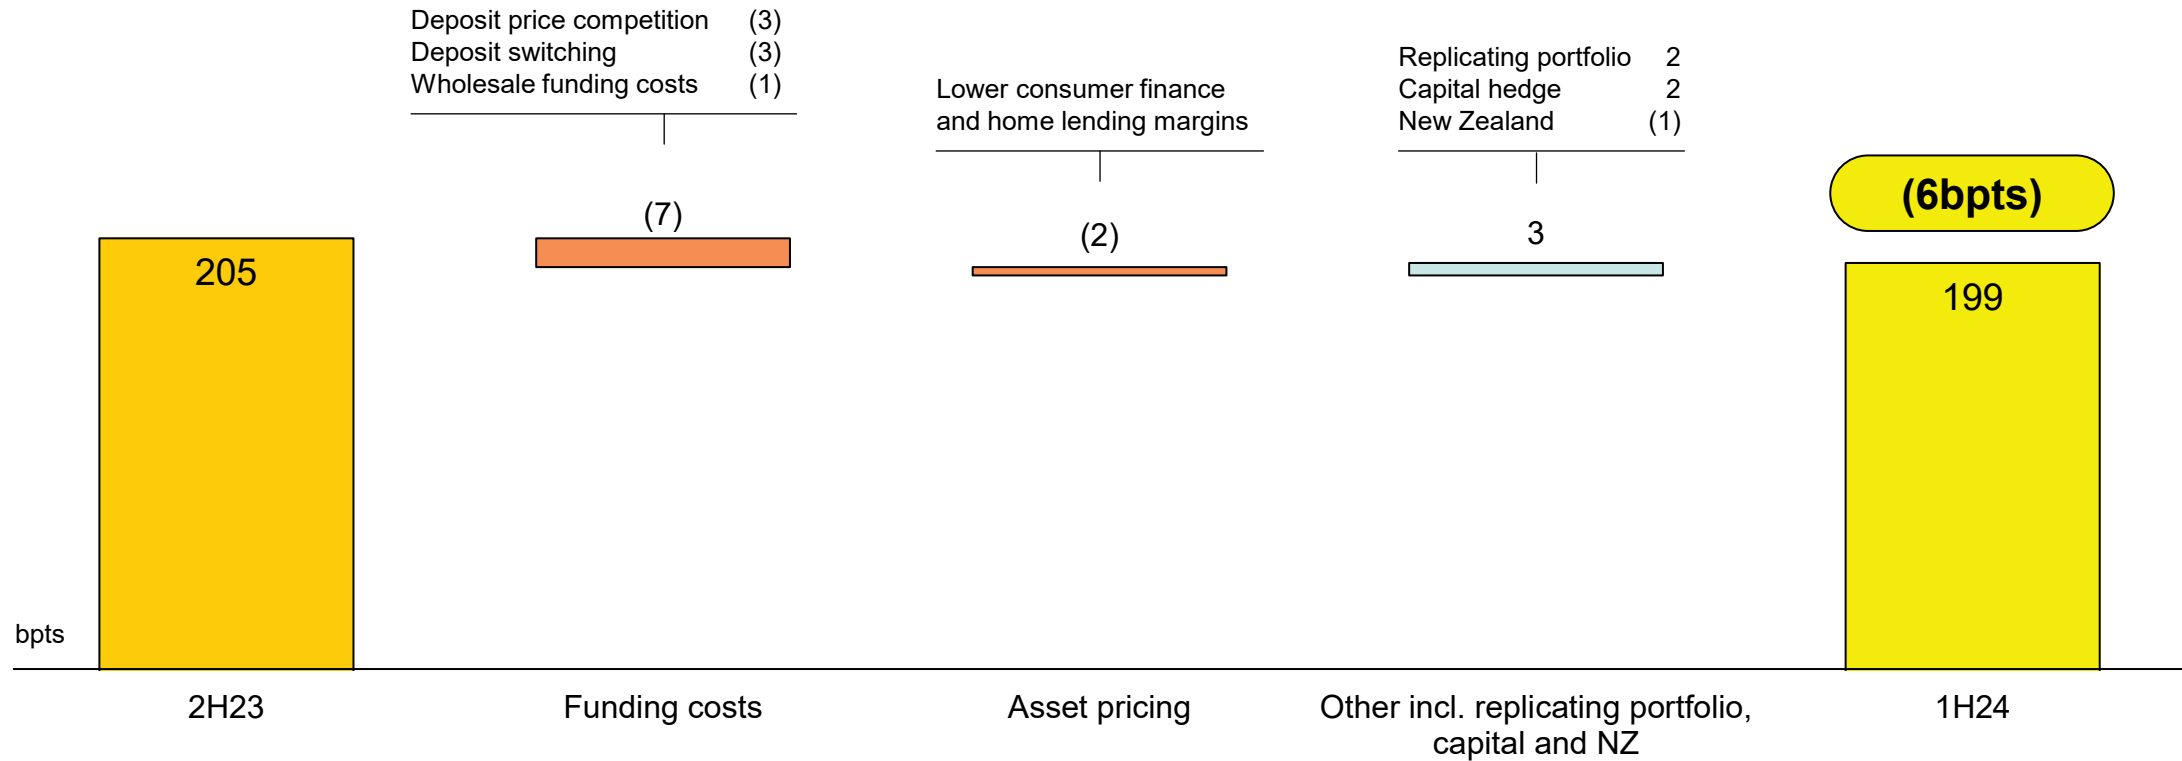 Deposit price competition (3)
Deposit switching (3)
Wholesale funding costs (1)
Lower consumer finance
and home lending margins
Replicating portfolio 2
Capital hedge 2
New Zealand (1)
(6bpts)
(7)
(2)
3
205
199
bpts
2H23
Funding costs
Asset pricing
Other incl. replicating portfolio,
capital and NZ
1H24